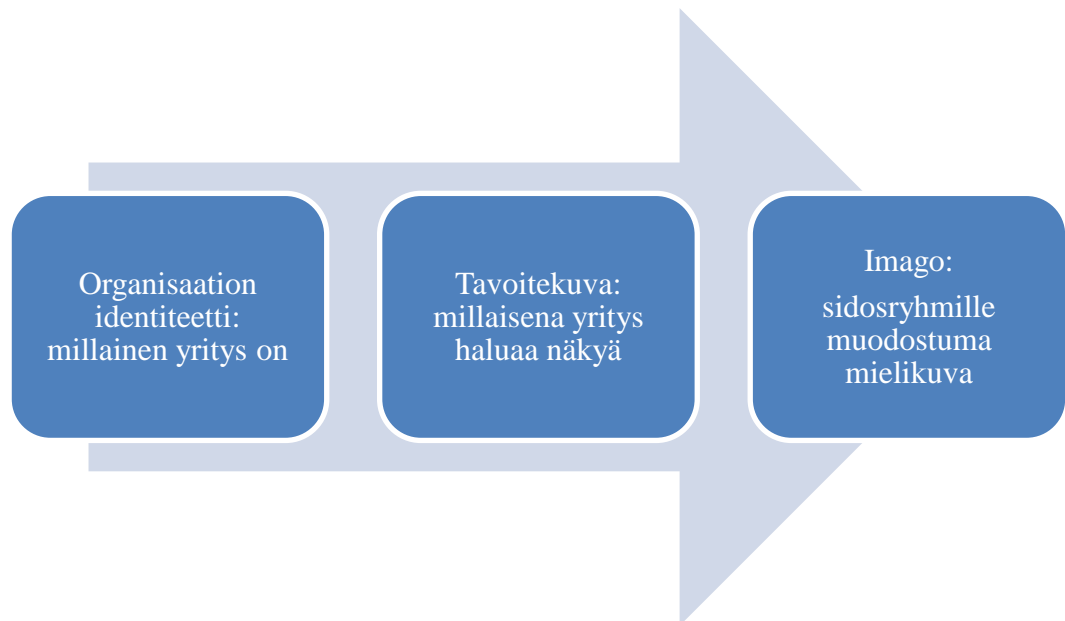 Organisaation
identiteetti:
millainen yritys on
Tavoitekuva:
millaisena yritys
haluaa näkyä
Imago:
sidosryhmille
muodostuma
mielikuva